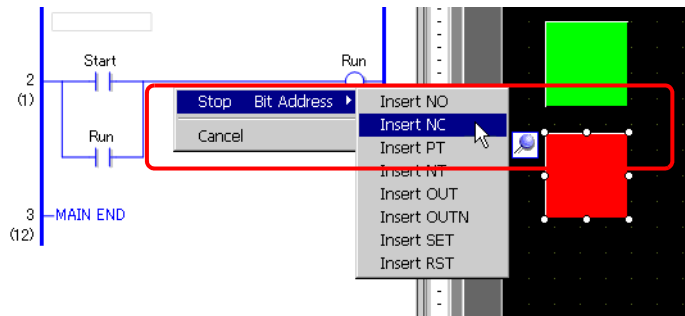 Start
Run
2
(1)
Stop Bit Address
Insert NO
Insert NC
Cancel
Run
Insert PT
Insert NT
Insert OUT
3
MAIN END
Insert OUTN
(12)
Insert SET
Insert RST